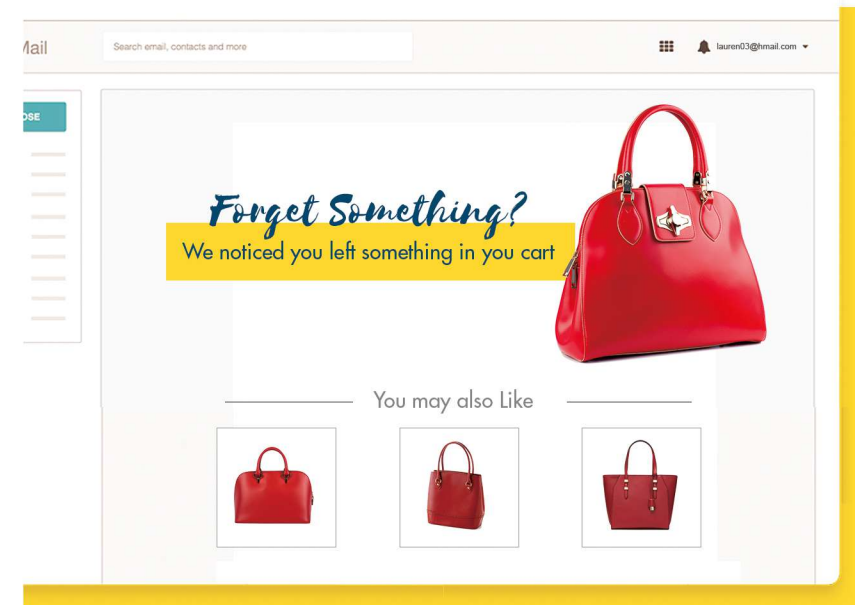 Mail
Search email, contacts and more
lauren03@hmail.com
OSE
Forget Something?
We noticed you left something in you cart
You may also Like